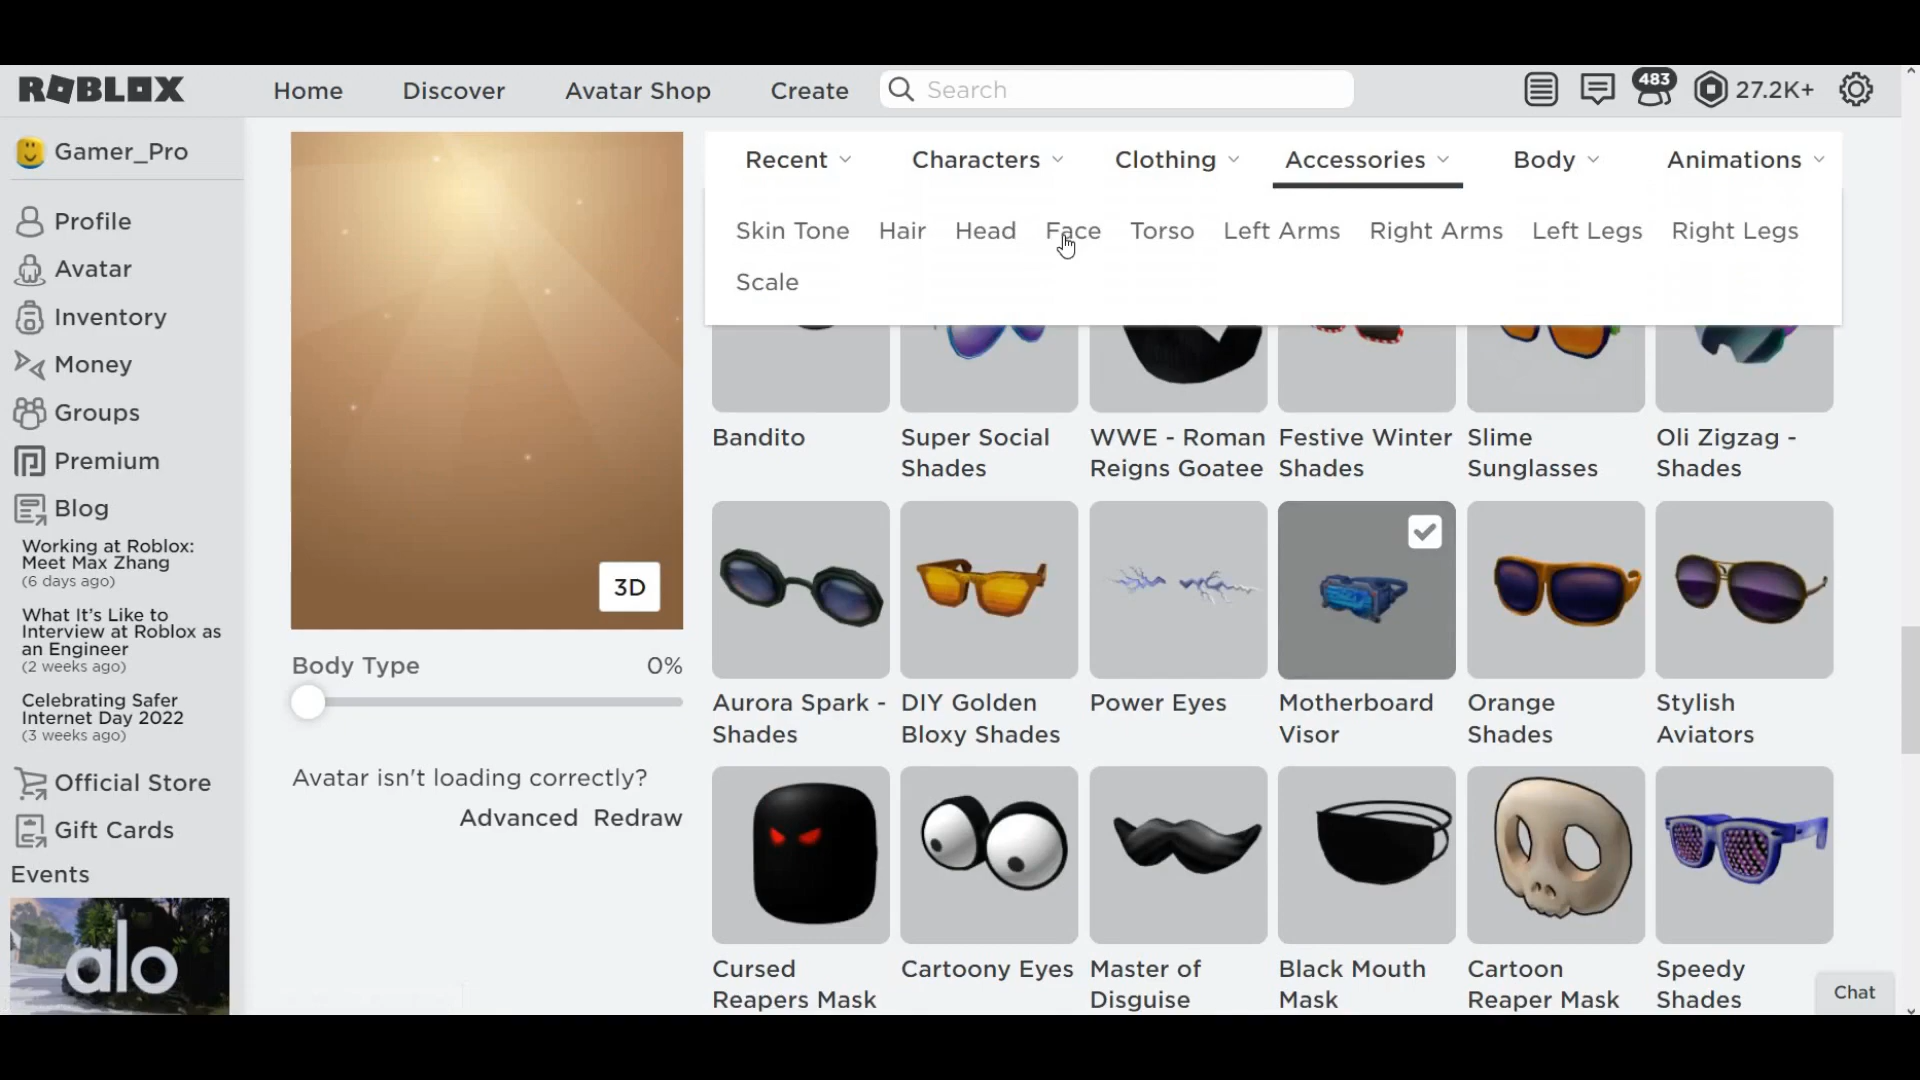 ROBLOX
Home
Discover
Avatar Shop
Create
Search
483
27.2K+
Gamer_Pro
Profile
Avatar
Inventory
Money
Groups
Premium
Blog
Working at Roblox:
Meet Max Zhang
(6 days ago)
What It's Like to
Interview at Roblox as
an Engineer
(2 weeks ago)
Celebrating Safer
Internet Day 2022
(3 weeks ago)
Official Store
Gift Cards
Events
alo
3D
Body Type 0%
Avatar isn't loading correctly?
Advanced Redraw
Recent
Characters
Clothing
Accessories
Body
Animations
Skin Tone Hair Head Face Torso Left Arms Right Arms Left Legs Right Legs
Scale
Bandito
Super Social
Shades
WWE - Roman
Reigns Goatee
Festive Winter
Shades
Slime
Sunglasses
Oli Zigzag -
Shades
Aurora Spark -
Shades
DIY Golden
Bloxy Shades
Power Eyes
Motherboard
Visor
Orange
Shades
Stylish
Aviators
Cursed
Reapers Mask
Cartoony Eyes
Master of
Disguise
Black Mouth
Mask
Cartoon
Reaper Mask
Speedy
Shades
Chat